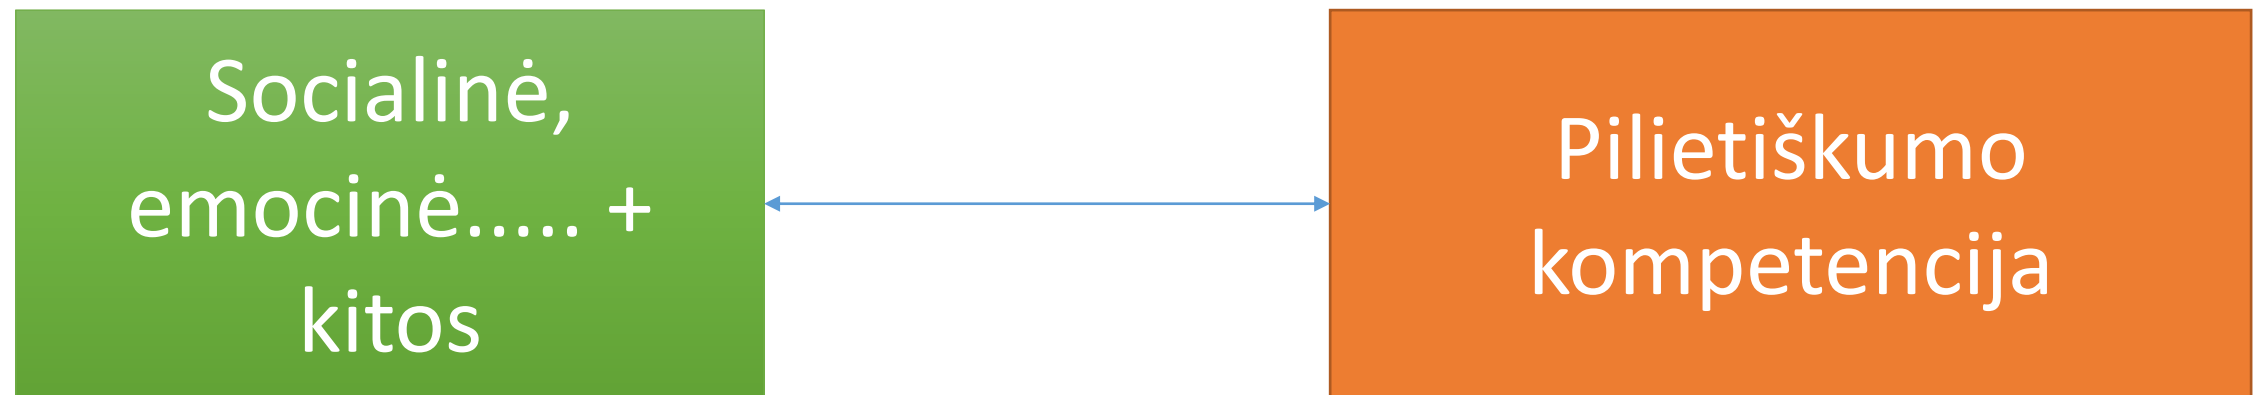 Socialinė,
emocinė..... +
kitos
Pilietiškumo
kompetencija